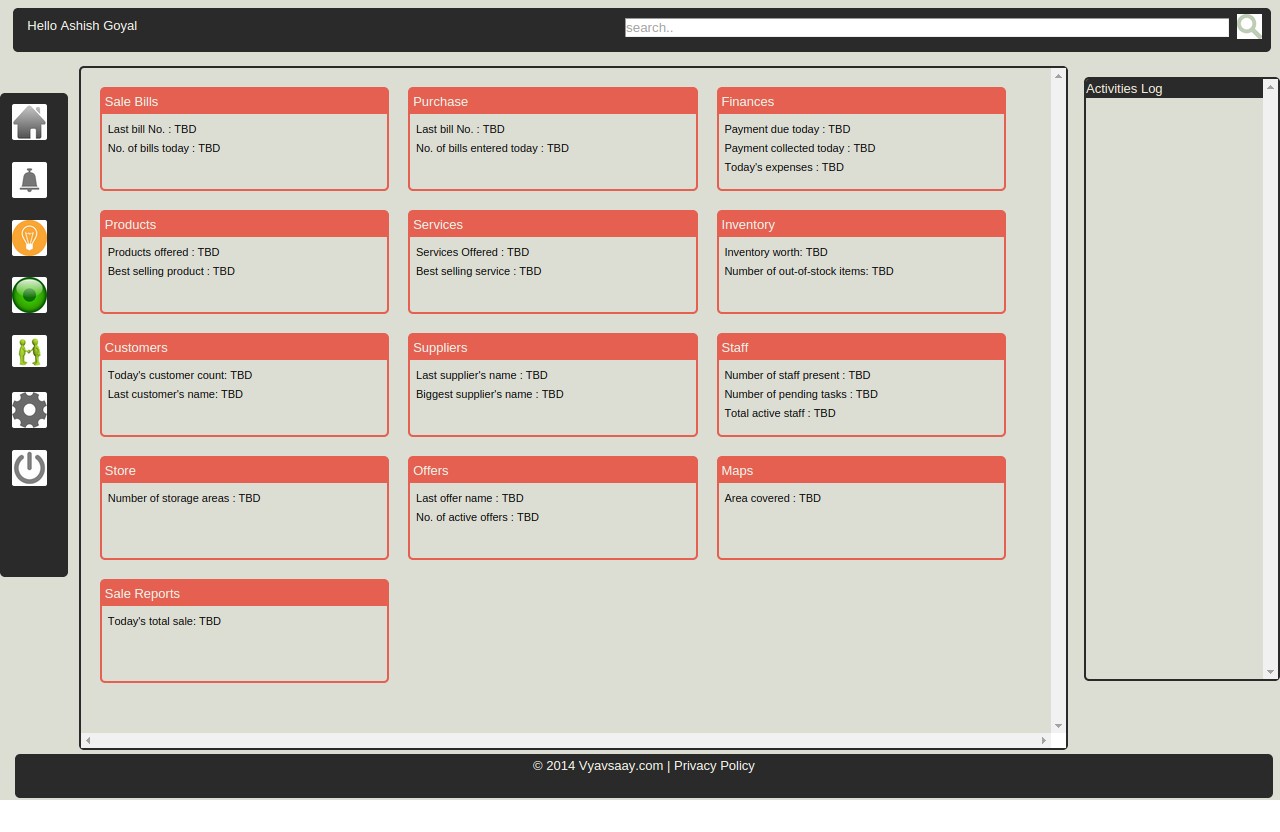 Hello Ashish Goyal
search..
Sale Bills
Last bill No. : TBD
No. of bills today : TBD
Purchase
Last bill No. : TBD
No. of bills entered today : TBD
Finances
Payment due today : TBD
Payment collected today : TBD
Today's expenses : TBD
Activities Log
Products
Products offered : TBD
Best selling product : TBD
Services
Services Offered : TBD
Best selling service : TBD
Inventory
Inventory worth: TBD
Number of out-of-stock items: TBD
Customers
Today's customer count: TBD
Last customer's name: TBD
Suppliers
Last supplier's name : TBD
Biggest supplier's name : TBD
Staff
Number of staff present : TBD
Number of pending tasks : TBD
Total active staff : TBD
Store
Number of storage areas : TBD
Offers
Last offer name : TBD
No. of active offers : TBD
Maps
Area covered : TBD
Sale Reports
Today's total sale: TBD
© 2014 Vyavsaay.com | Privacy Policy